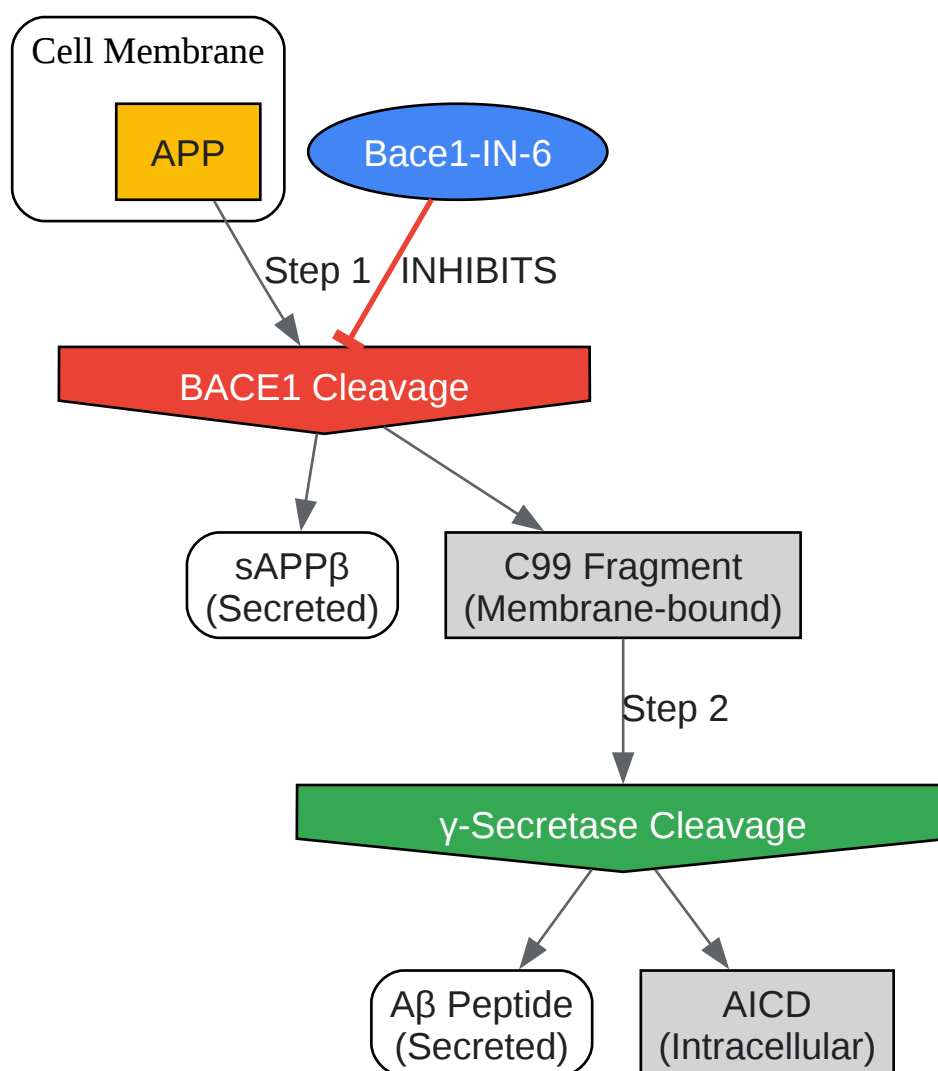 Cell Membrane
APP
Bace1-IN-6
Step 1
INHIBITS
BACE1 Cleavage
sAPPβ
(Secreted)
C99 Fragment
(Membrane-bound)
Step 2
γ-Secretase Cleavage
Aβ Peptide
(Secreted)
AICD
(Intracellular)